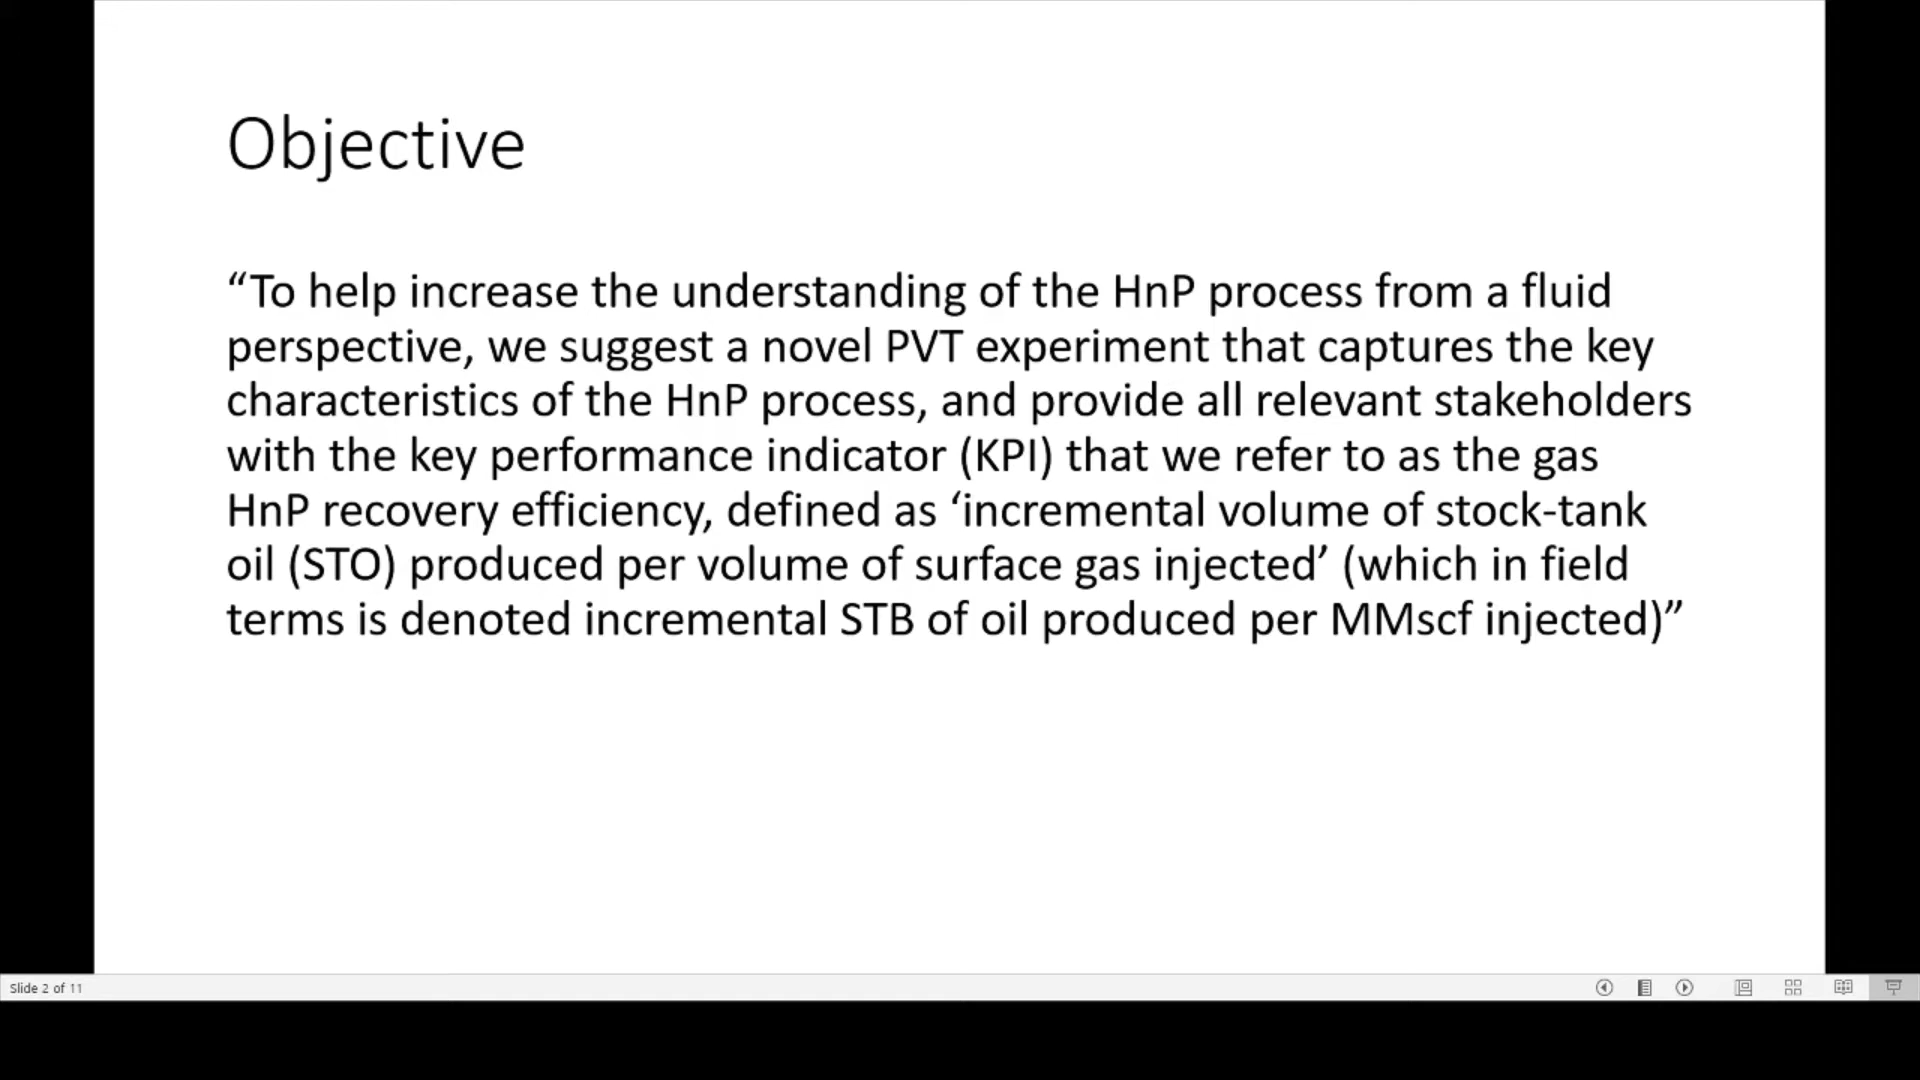 Objective
“To help increase the understanding of the HnP process from a fluid
perspective, we suggest a novel PVT experiment that captures the key
characteristics of the HnP process, and provide all relevant stakeholders
with the key performance indicator (KPI) that we refer to as the gas
HnP recovery efficiency, defined as ‘incremental volume of stock-tank
oil (STO) produced per volume of surface gas injected’ (which in field
terms is denoted incremental STB of oil produced per MMscf injected)”
Slide 2 of 11